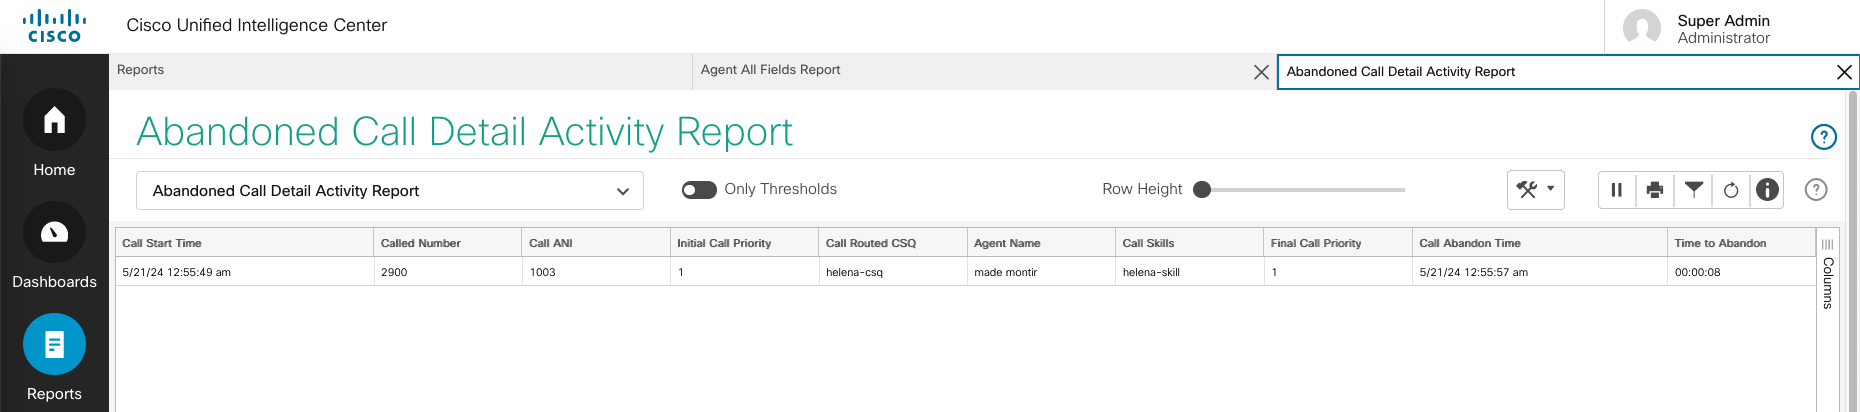 CISCO
Cisco Unified Intelligence Center
Super Admin
Administrator
Reports
Agent All Fields Report
Abandoned Call Detail Activity Report
Abandoned Call Detail Activity Report
?
Home
Abandoned Call Detail Activity Report
Only Thresholds
Row Height
?
Call Start Time Called Number Call ANI Initial Call Priority Call Routed CSQ Agent Name Call Skills Final Call Priority Call Abandon Time Time to Abandon
5/21/24 12:55:49 am 2900 1003 1 helena-csq made montir helena-skill 1 5/21/24 12:55:57 am 00:00:08
Columns
Dashboards
Reports